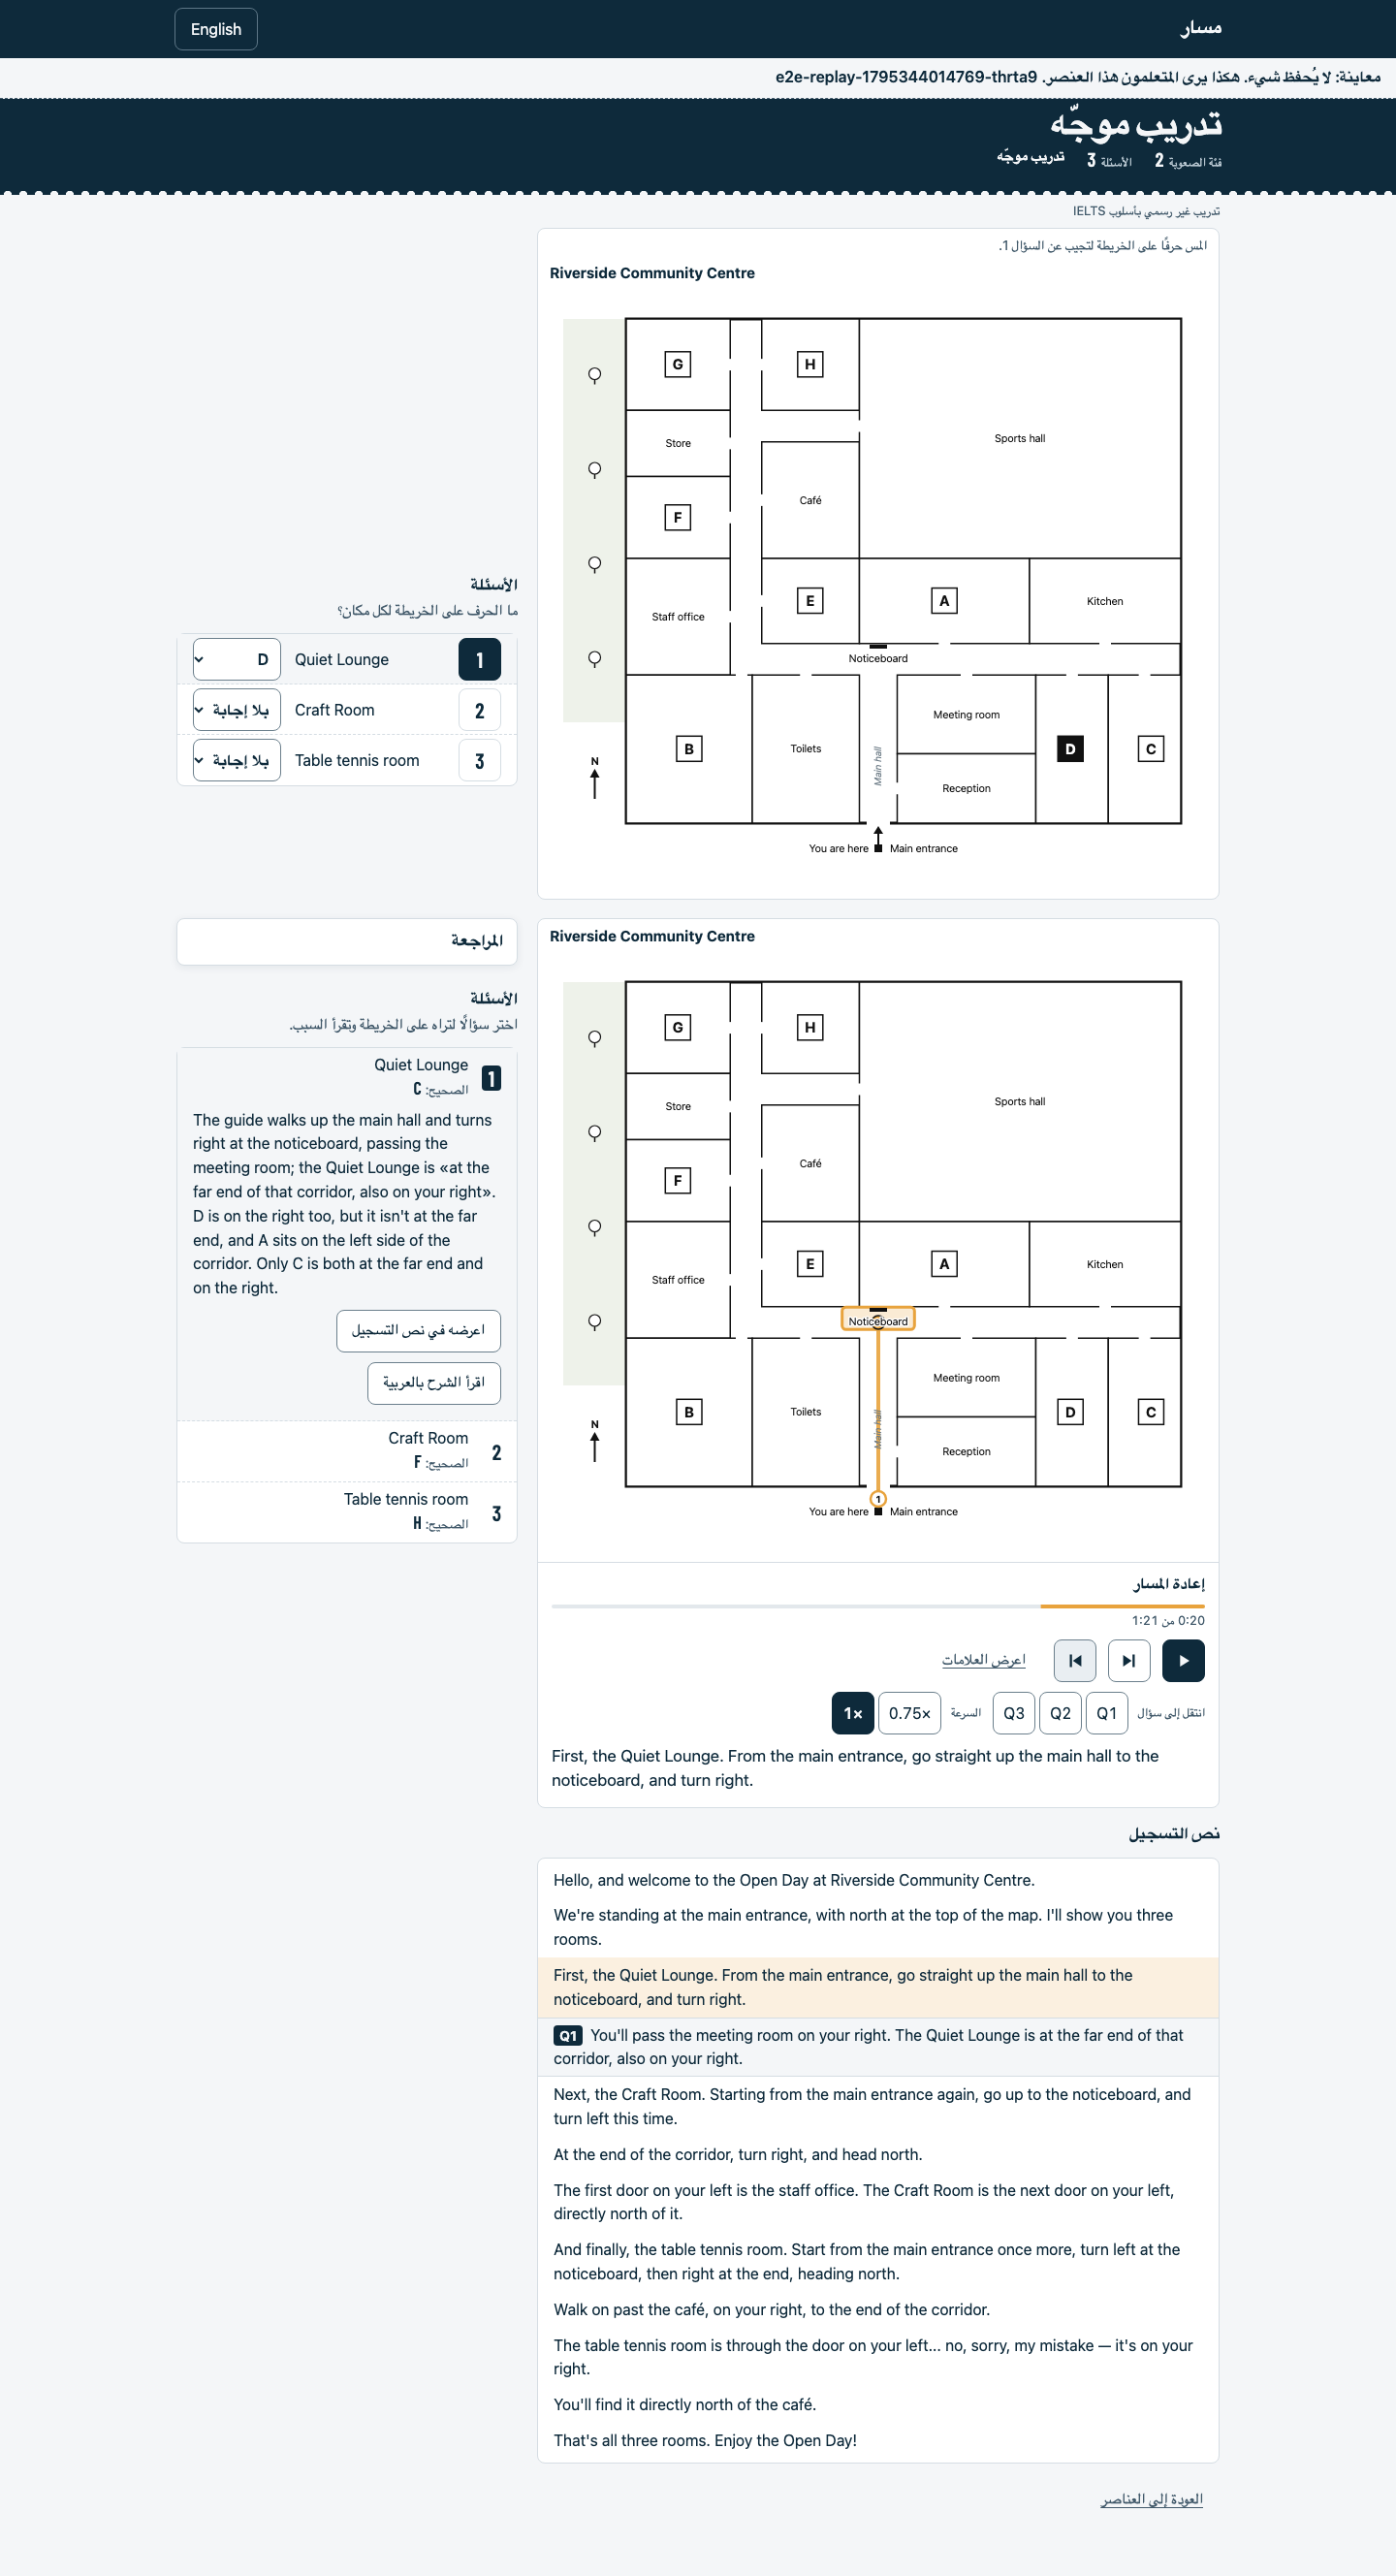 مسار
English
معاينة: لا يُحفظ شيء. هكذا يرى المتعلمون هذا العنصر. e2e-replay-1795344014769-thrta9
تدريب موجّه
فئة الصعوبة 2 الأسئلة 3 تدريب موجّه
تدريب غير رسمي بأسلوب IELTS
المس حرفًا على الخريطة لتجيب عن السؤال 1.
Riverside Community Centre
G
H
Store
Sports hall
Café
F
Staff office
E
A
Kitchen
Noticeboard
B
Toilets
Main hall
Meeting room
Reception
D
C
N
You are here
Main entrance
الأسئلة
ما الحرف على الخريطة لكل مكان؟
1 Quiet Lounge D
2 Craft Room بلا إجابة
3 Table tennis room بلا إجابة
Riverside Community Centre
G
H
Store
Sports hall
Café
F
Staff office
E
A
Kitchen
Noticeboard
B
Toilets
Main hall
Meeting room
Reception
D
C
N
1
You are here
Main entrance
إعادة المسار
0:20 من 1:21
اعرض العلامات
انتقل إلى سؤال Q1 Q2 Q3 السرعة 0.75× 1×
First, the Quiet Lounge. From the main entrance, go straight up the main hall to the
noticeboard, and turn right.
المراجعة
الأسئلة
اختر سؤالًا لتراه على الخريطة وتقرأ السبب.
1 Quiet Lounge
الصحيح: C
The guide walks up the main hall and turns
right at the noticeboard, passing the
meeting room; the Quiet Lounge is «at the
far end of that corridor, also on your right».
D is on the right too, but it isn't at the far
end, and A sits on the left side of the
corridor. Only C is both at the far end and
on the right.
اعرضه في نص التسجيل
اقرأ الشرح بالعربية
2 Craft Room
الصحيح: F
3 Table tennis room
الصحيح: H
نص التسجيل
Hello, and welcome to the Open Day at Riverside Community Centre.
We're standing at the main entrance, with north at the top of the map. I'll show you three
rooms.
First, the Quiet Lounge. From the main entrance, go straight up the main hall to the
noticeboard, and turn right.
Q1 You'll pass the meeting room on your right. The Quiet Lounge is at the far end of that
corridor, also on your right.
Next, the Craft Room. Starting from the main entrance again, go up to the noticeboard, and
turn left this time.
At the end of the corridor, turn right, and head north.
The first door on your left is the staff office. The Craft Room is the next door on your left,
directly north of it.
And finally, the table tennis room. Start from the main entrance once more, turn left at the
noticeboard, then right at the end, heading north.
Walk on past the café, on your right, to the end of the corridor.
The table tennis room is through the door on your left... no, sorry, my mistake — it's on your
right.
You'll find it directly north of the café.
That's all three rooms. Enjoy the Open Day!
العودة إلى العناصر